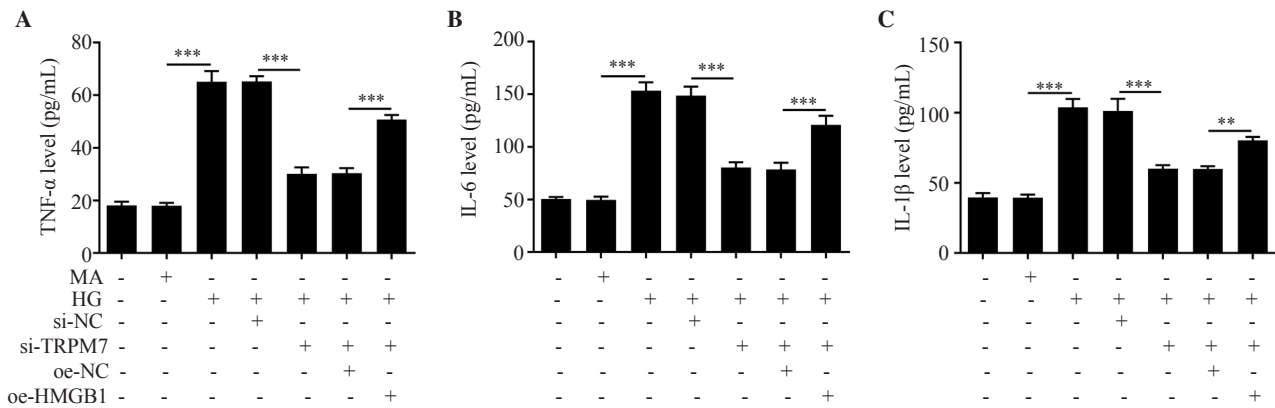 A
B
C
TNF-α level (pg/mL)
80
60
40
20
0
***
***
***
IL-6 level (pg/mL)
200
150
100
50
0
***
***
***
IL-1β level (pg/mL)
150
100
50
0
***
***
**
MA - + - - - - - - + - - - - - - + - - - - -
HG - - + + + + + - - + + + + + - - + + + + +
si-NC - - - + - - - - - - + - - - - - - + - - -
si-TRPM7 - - - - + + + - - - - + + + - - - - + + +
oe-NC - - - - - + - - - - - - + - - - - - - + -
oe-HMGB1 - - - - - - + - - - - - - + - - - - - - +